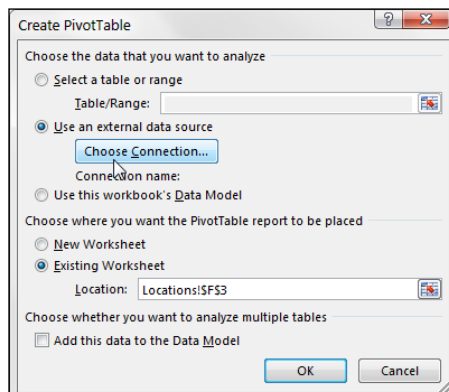 Create PivotTable
Choose the data that you want to analyze
Select a table or range
Table/Range:
Use an external data source
Choose Connection...
Connection name:
Use this workbook's Data Model
Choose where you want the PivotTable report to be placed
New Worksheet
Existing Worksheet
Location: Locations!$F$3
Choose whether you want to analyze multiple tables
Add this data to the Data Model
OK Cancel